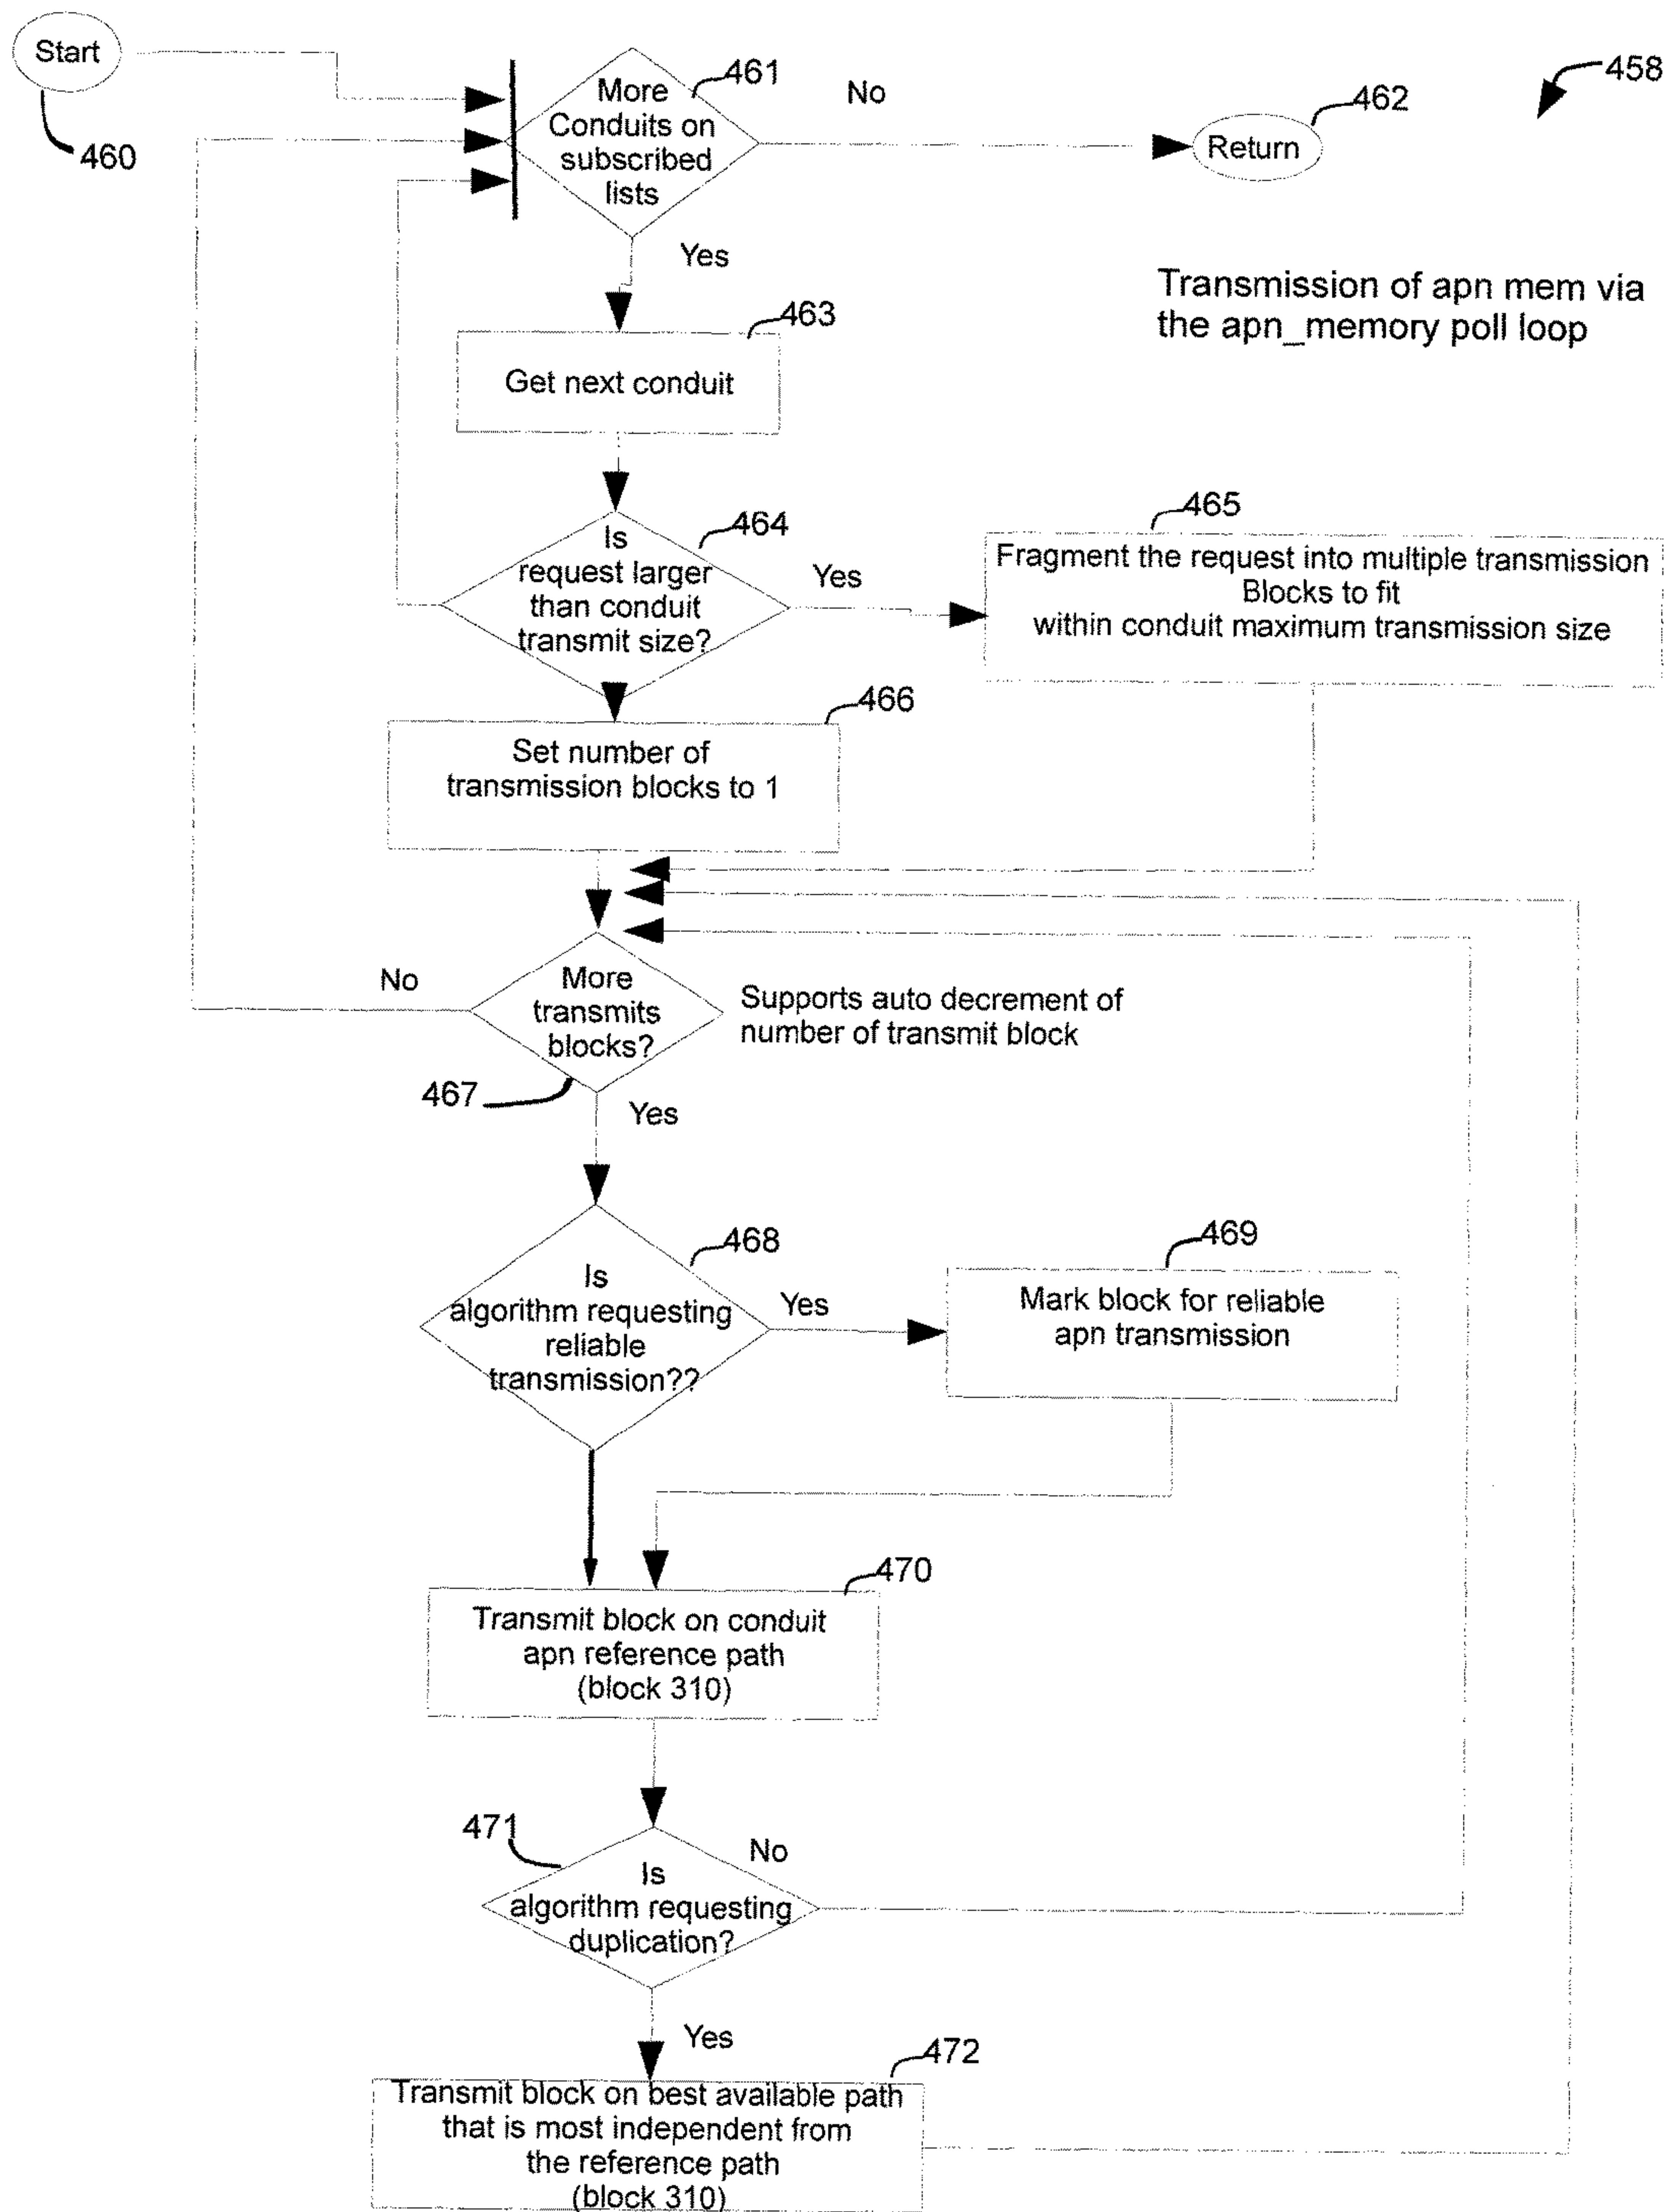 Start
460
More
Conduits on
subscribed
lists
461
No
Return
462
458
Yes
Transmission of apn mem via
the apn_memory poll loop
Get next conduit
463
Is
request larger
than conduit
transmit size?
464
Yes
Fragment the request into multiple transmission
Blocks to fit
within conduit maximum transmission size
465
Set number of
transmission blocks to 1
466
No
More
transmits
blocks?
Supports auto decrement of
number of transmit block
467
Yes
Is
algorithm requesting
reliable
transmission??
468
Yes
Mark block for reliable
apn transmission
469
Transmit block on conduit
apn reference path
(block 310)
470
471
Is
algorithm requesting
duplication?
No
Yes
472
Transmit block on best available path
that is most independent from
the reference path
(block 310)